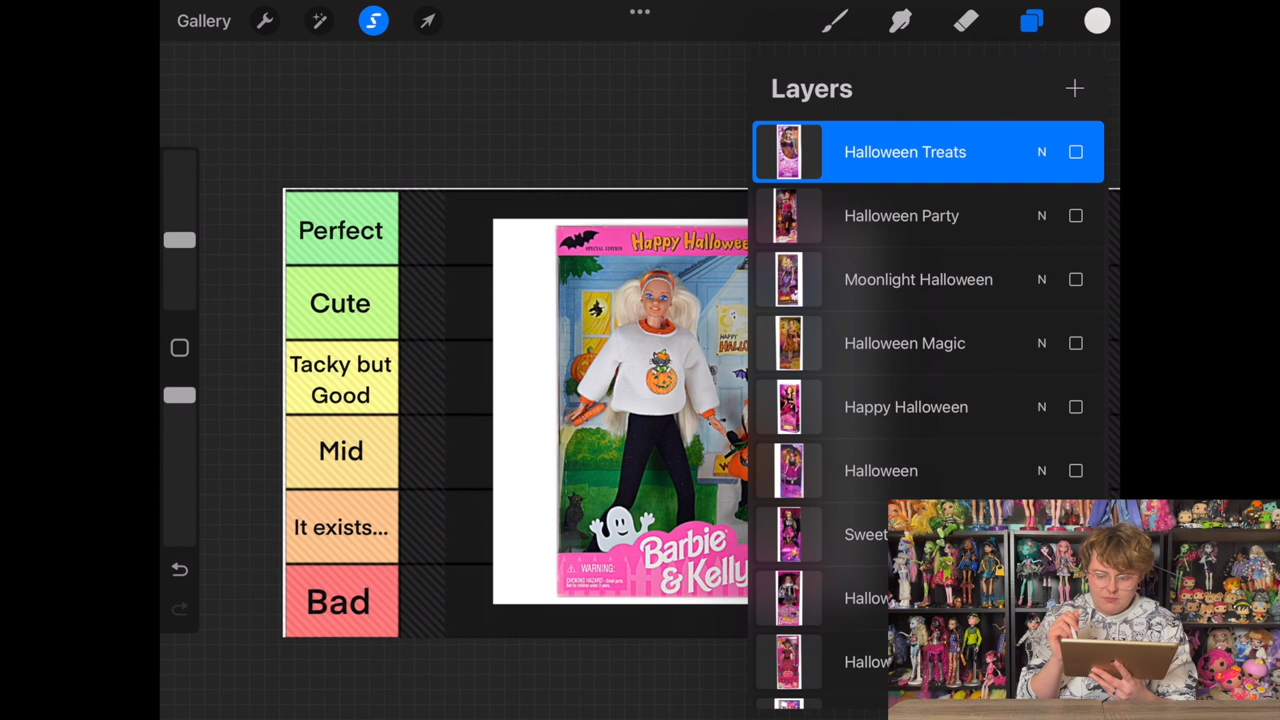 Gallery
Layers
Halloween Treats N
Halloween Party N
Moonlight Halloween N
Halloween Magic N
Happy Halloween N
Halloween N
Sweet
Hallow
Hallow
Perfect
Cute
Tacky but
Good
Mid
It exists...
Bad
SPECIAL EDITION
Happy Hallowee
HAPPY
Barbie
& Kelly
WARNING: